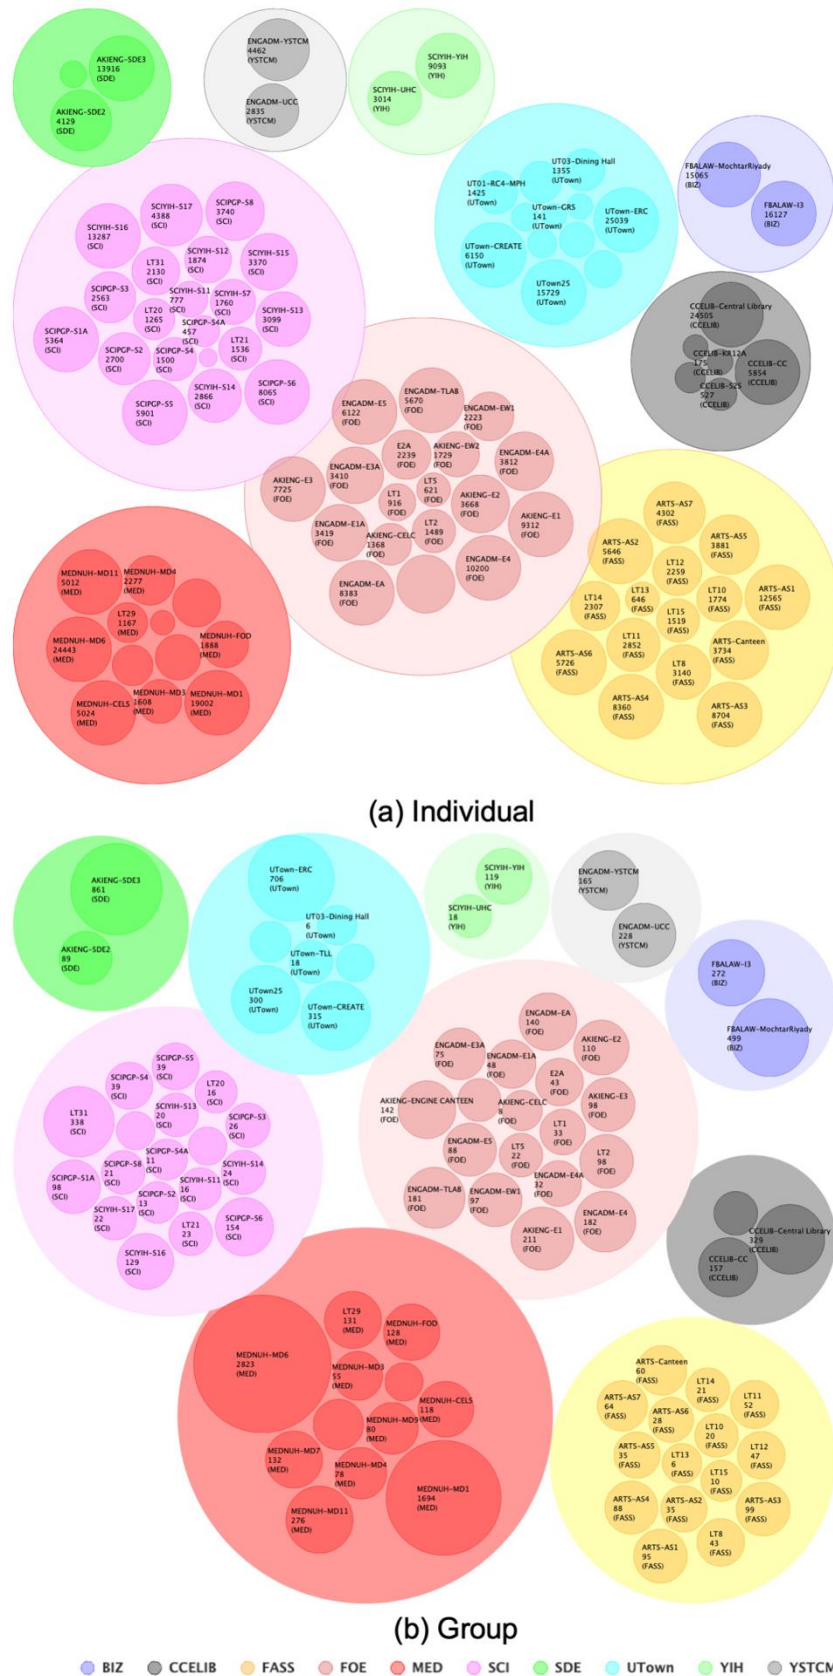 AKIENG-SDE3
13916
(SDE)
AKIENG-SDE2
4129
(SDE)
ENGADM-YSTCM
4462
(YSTCM)
ENGADM-UCC
2835
(YSTCM)
SCIYIH-YIH
9093
(YIH)
SCIYIH-UHC
3014
(YIH)
UT03-Dining Hall
1355
(UTown)
UT01-RC4-MPH
1425
(UTown)
UTown-GRS
141
(UTown)
UTown-ERC
25039
(UTown)
UTown-CREATE
6150
(UTown)
UTown25
15729
(UTown)
FBALAW-MochtarRiyady
15065
(BIZ)
FBALAW-I3
16127
(BIZ)
CCELIB-Central Library
24505
(CCELIB)
CCELIB-KR12A
175
(CCELIB)
CCELIB-CC
5854
(CCELIB)
CCELIB-S2S
527
(CCELIB)
SCIYIH-S17
4388
(SCI)
SCIPGP-S8
3740
(SCI)
SCIYIH-S16
13287
(SCI)
SCIYIH-S12
1874
(SCI)
SCIYIH-S15
3370
(SCI)
LT31
2130
(SCI)
SCIPGP-S3
2563
(SCI)
SCIYIH-S11
777
(SCI)
SCIYIH-S7
1760
(SCI)
SCIYIH-S13
3099
(SCI)
LT20
1265
(SCI)
SCIPGP-S4A
457
(SCI)
SCIPGP-S1A
5364
(SCI)
SCIPGP-S2
2700
(SCI)
SCIPGP-S4
1500
(SCI)
LT21
1536
(SCI)
SCIPGP-S5
5901
(SCI)
SCIYIH-S14
2866
(SCI)
SCIPGP-S6
8065
(SCI)
ENGADM-TLAB
5670
(FOE)
ENGADM-E5
6122
(FOE)
ENGADM-EW1
2223
(FOE)
E2A
2239
(FOE)
AKIENG-EW2
1729
(FOE)
ENGADM-E4A
3812
(FOE)
ENGADM-E3A
3410
(FOE)
AKIENG-E3
7725
(FOE)
LT5
621
(FOE)
LT1
916
(FOE)
AKIENG-E2
3668
(FOE)
AKIENG-E1
9312
(FOE)
ENGADM-E1A
3419
(FOE)
AKIENG-CELC
1368
(FOE)
LT2
1489
(FOE)
ENGADM-E4
10200
(FOE)
ENGADM-EA
8383
(FOE)
ARTS-AS7
4302
(FASS)
ARTS-AS2
5646
(FASS)
ARTS-AS5
3881
(FASS)
LT12
2259
(FASS)
LT14
2307
(FASS)
LT13
646
(FASS)
LT10
1774
(FASS)
ARTS-AS1
12565
(FASS)
LT15
1519
(FASS)
LT11
2852
(FASS)
ARTS-Canteen
3734
(FASS)
ARTS-AS6
5726
(FASS)
LT8
3140
(FASS)
ARTS-AS4
8360
(FASS)
ARTS-AS3
8704
(FASS)
MEDNUH-MD11
5012
(MED)
MEDNUH-MD4
2277
(MED)
LT29
1167
(MED)
MEDNUH-MD6
24443
(MED)
MEDNUH-FOD
1888
(MED)
MEDNUH-CELS
5024
(MED)
MEDNUH-MD3
1608
(MED)
MEDNUH-MD1
19002
(MED)
(a) Individual
AKIENG-SDE3
861
(SDE)
AKIENG-SDE2
89
(SDE)
UTown-ERC
706
(UTown)
UT03-Dining Hall
6
(UTown)
UTown-TLL
18
(UTown)
UTown25
300
(UTown)
UTown-CREATE
315
(UTown)
SCIYIH-YIH
119
(YIH)
SCIYIH-UHC
18
(YIH)
ENGADM-YSTCM
165
(YSTCM)
ENGADM-UCC
228
(YSTCM)
FBALAW-I3
272
(BIZ)
FBALAW-MochtarRiyady
499
(BIZ)
SCIPGP-S5
39
(SCI)
SCIPGP-S4
39
(SCI)
LT20
16
(SCI)
LT31
338
(SCI)
SCIYIH-S13
20
(SCI)
SCIPGP-S3
26
(SCI)
SCIPGP-S4A
11
(SCI)
SCIPGP-S8
21
(SCI)
SCIPGP-S1A
98
(SCI)
SCIYIH-S14
24
(SCI)
SCIYIH-S11
16
(SCI)
SCIPGP-S2
13
(SCI)
SCIYIH-S17
22
(SCI)
LT21
23
(SCI)
SCIPGP-S6
154
(SCI)
SCIYIH-S16
129
(SCI)
ENGADM-EA
140
(FOE)
ENGADM-E3A
75
(FOE)
ENGADM-E1A
48
(FOE)
AKIENG-E2
110
(FOE)
E2A
43
(FOE)
AKIENG-ENGINE CANTEEN
142
(FOE)
AKIENG-CELC
8
(FOE)
AKIENG-E3
98
(FOE)
LT1
33
(FOE)
ENGADM-E5
88
(FOE)
LT5
22
(FOE)
LT2
98
(FOE)
ENGADM-E4A
32
(FOE)
ENGADM-TLAB
181
(FOE)
ENGADM-EW1
97
(FOE)
AKIENG-E1
211
(FOE)
ENGADM-E4
182
(FOE)
CCELIB-Central Library
329
(CCELIB)
CCELIB-CC
157
(CCELIB)
MEDNUH-MD6
2823
(MED)
LT29
131
(MED)
MEDNUH-FOD
128
(MED)
MEDNUH-MD3
55
(MED)
MEDNUH-CELS
118
(MED)
MEDNUH-MD9
80
(MED)
MEDNUH-MD7
132
(MED)
MEDNUH-MD4
78
(MED)
MEDNUH-MD1
1694
(MED)
MEDNUH-MD11
276
(MED)
ARTS-Canteen
60
(FASS)
LT14
21
(FASS)
ARTS-AS7
64
(FASS)
ARTS-AS6
28
(FASS)
LT11
52
(FASS)
LT10
20
(FASS)
ARTS-AS5
35
(FASS)
LT13
6
(FASS)
LT12
47
(FASS)
LT15
10
(FASS)
ARTS-AS4
88
(FASS)
ARTS-AS2
35
(FASS)
ARTS-AS3
99
(FASS)
LT8
43
(FASS)
ARTS-AS1
95
(FASS)
(b) Group
BIZ CCELIB FASS FOE MED SCI SDE UTown YIH YSTCM